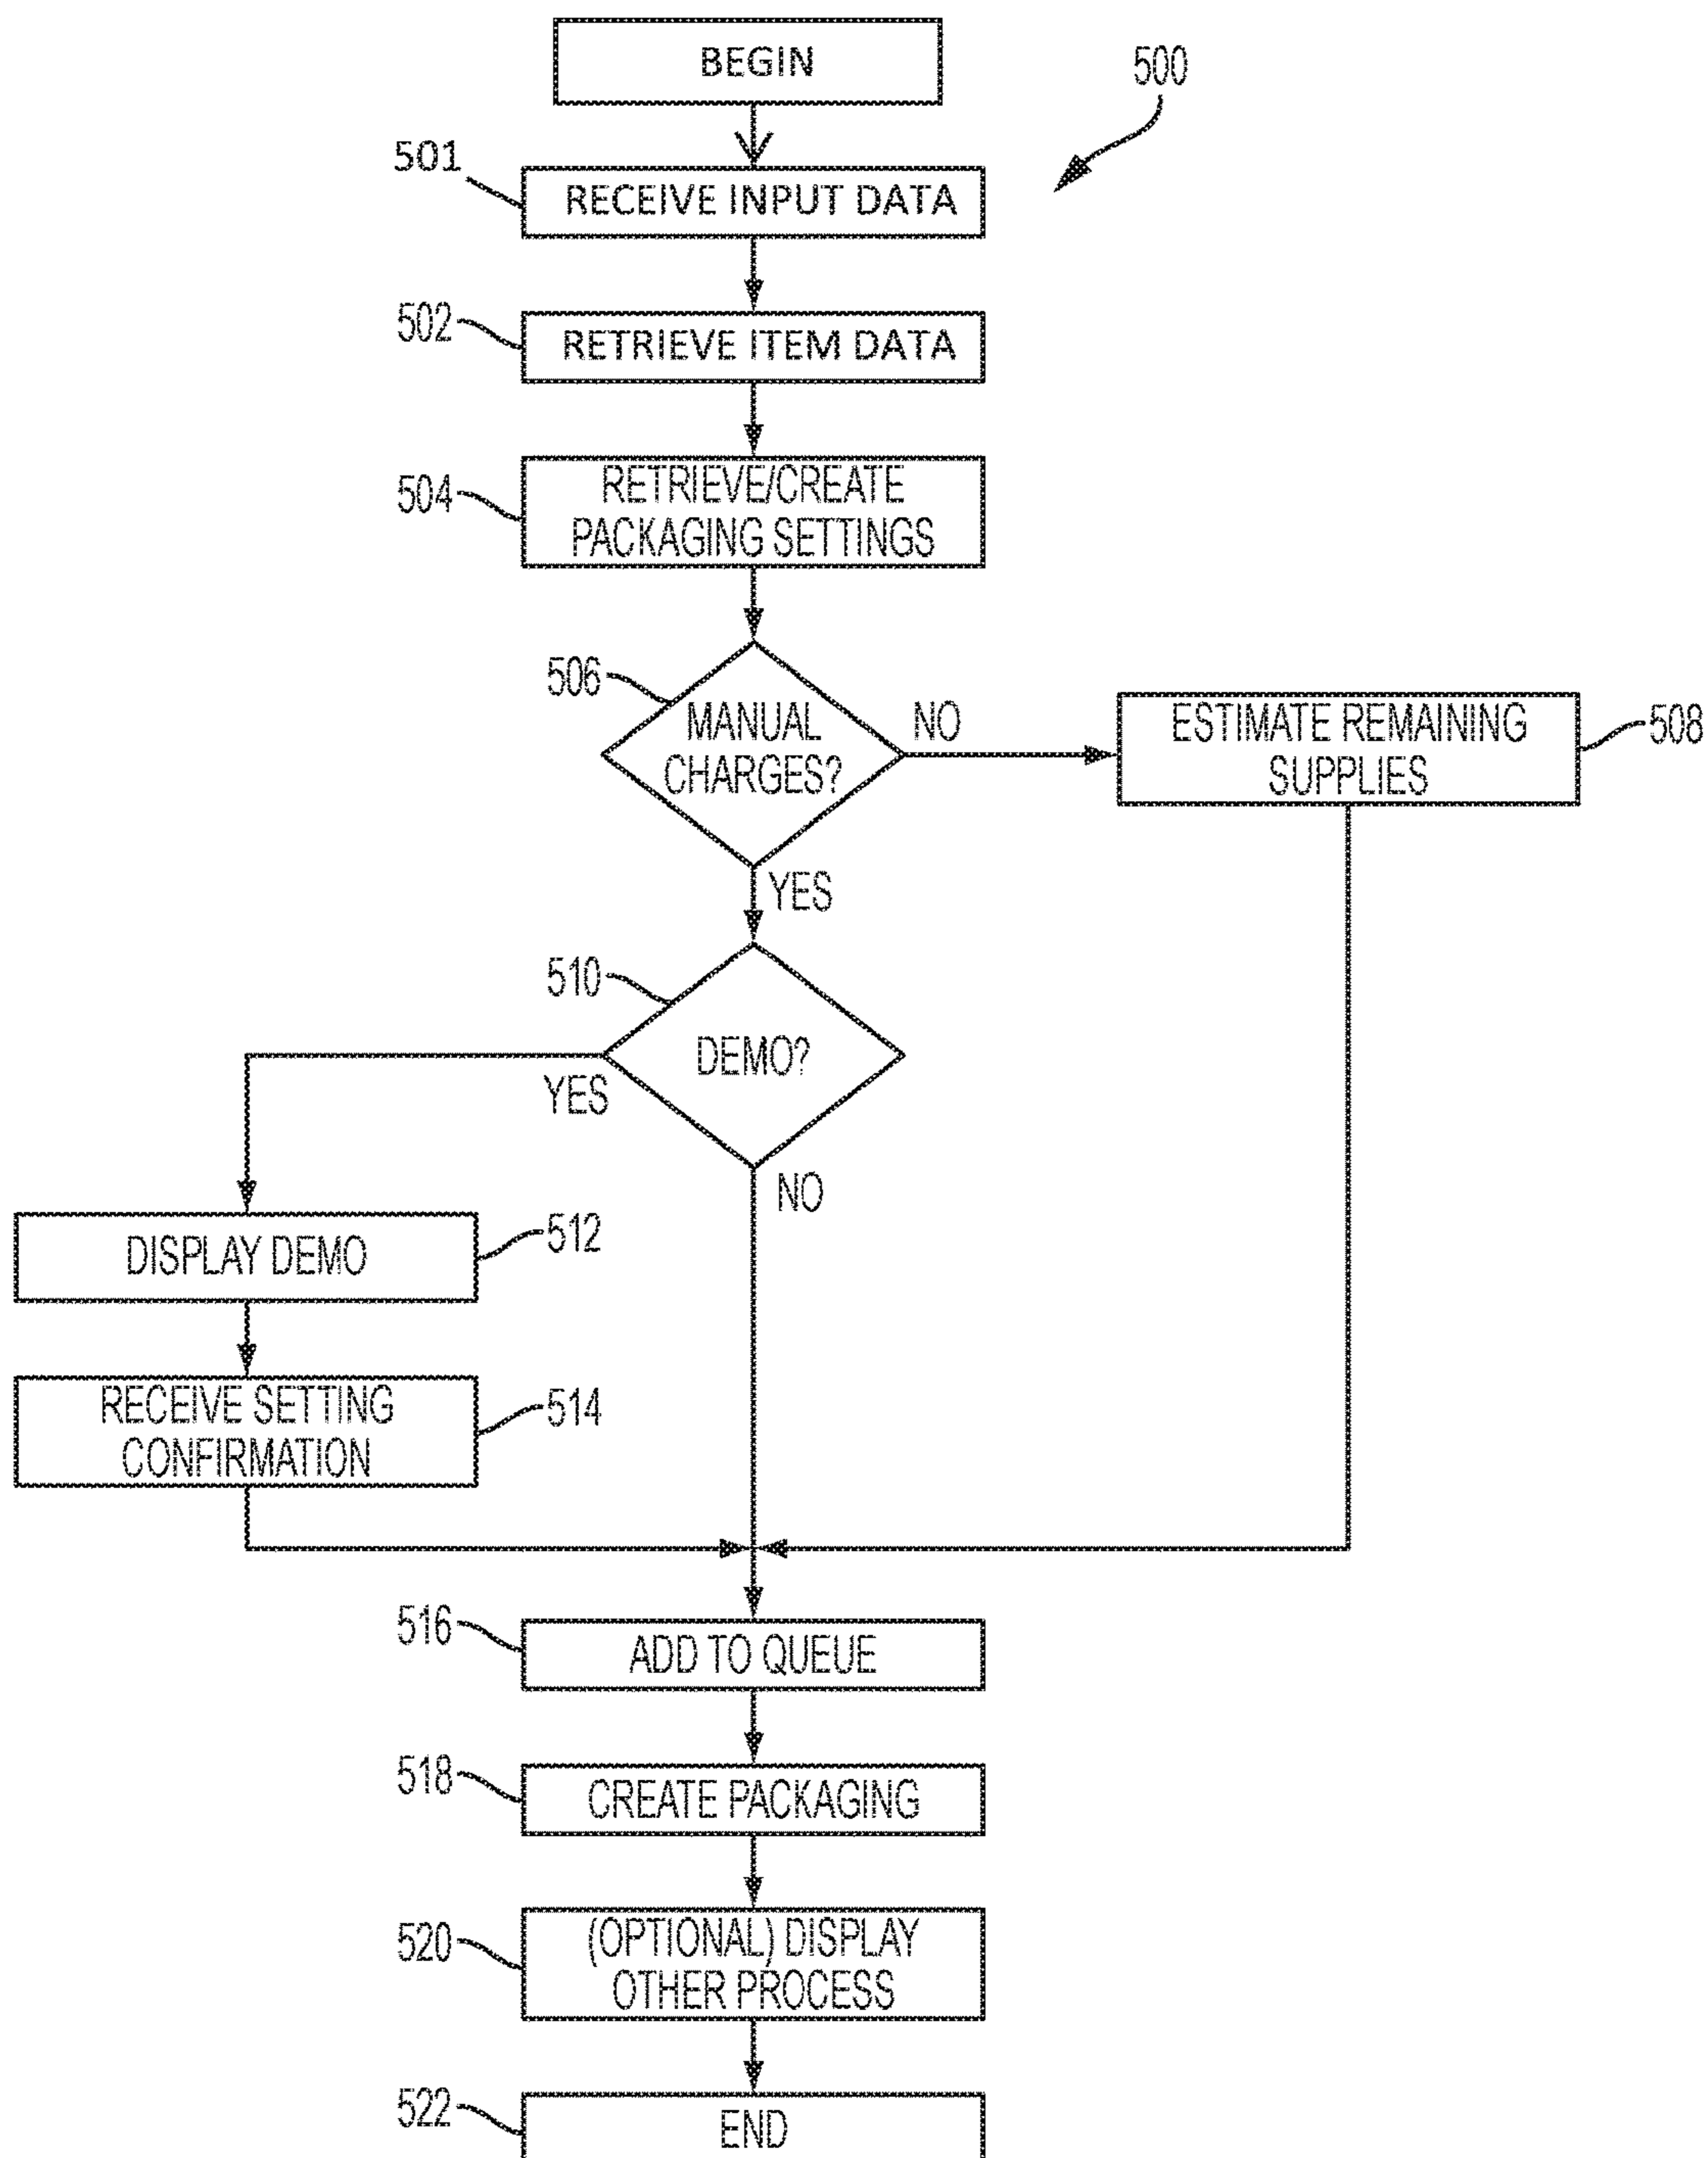 BEGIN
500
501
RECEIVE INPUT DATA
502
RETRIEVE ITEM DATA
504
RETRIEVE/CREATE
PACKAGING SETTINGS
506
MANUAL
CHARGES?
NO
ESTIMATE REMAINING
SUPPLIES
508
YES
510
DEMO?
YES
NO
DISPLAY DEMO
512
RECEIVE SETTING
CONFIRMATION
514
516
ADD TO QUEUE
518
CREATE PACKAGING
520
(OPTIONAL) DISPLAY
OTHER PROCESS
522
END